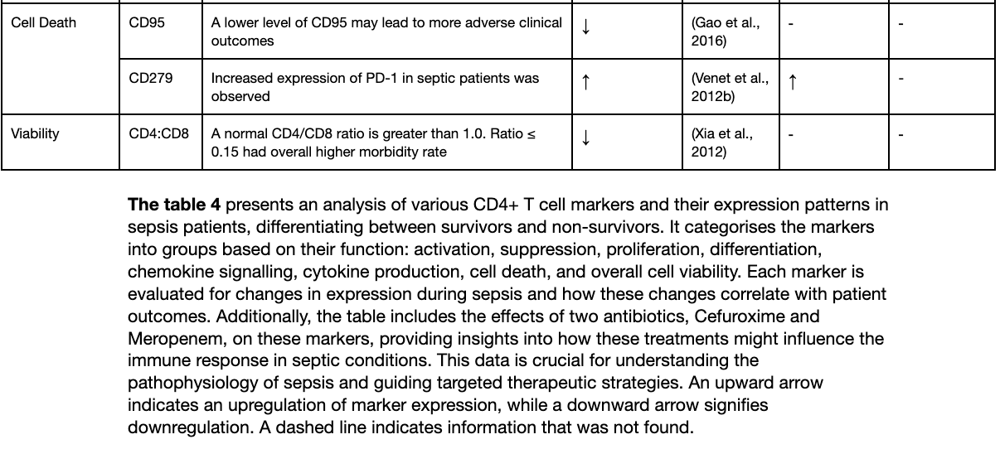 Cell Death CD95 A lower level of CD95 may lead to more adverse clinical ↓ (Gao et al., - -
outcomes 2016)
CD279 Increased expression of PD-1 in septic patients was ↑ (Venet et al., ↑ -
observed 2012b)
Viability CD4:CD8 A normal CD4/CD8 ratio is greater than 1.0. Ratio ≤ ↓ (Xia et al., - -
0.15 had overall higher morbidity rate 2012)
The table 4 presents an analysis of various CD4+ T cell markers and their expression patterns in
sepsis patients, differentiating between survivors and non-survivors. It categorises the markers
into groups based on their function: activation, suppression, proliferation, differentiation,
chemokine signalling, cytokine production, cell death, and overall cell viability. Each marker is
evaluated for changes in expression during sepsis and how these changes correlate with patient
outcomes. Additionally, the table includes the effects of two antibiotics, Cefuroxime and
Meropenem, on these markers, providing insights into how these treatments might influence the
immune response in septic conditions. This data is crucial for understanding the
pathophysiology of sepsis and guiding targeted therapeutic strategies. An upward arrow
indicates an upregulation of marker expression, while a downward arrow signifies
downregulation. A dashed line indicates information that was not found.